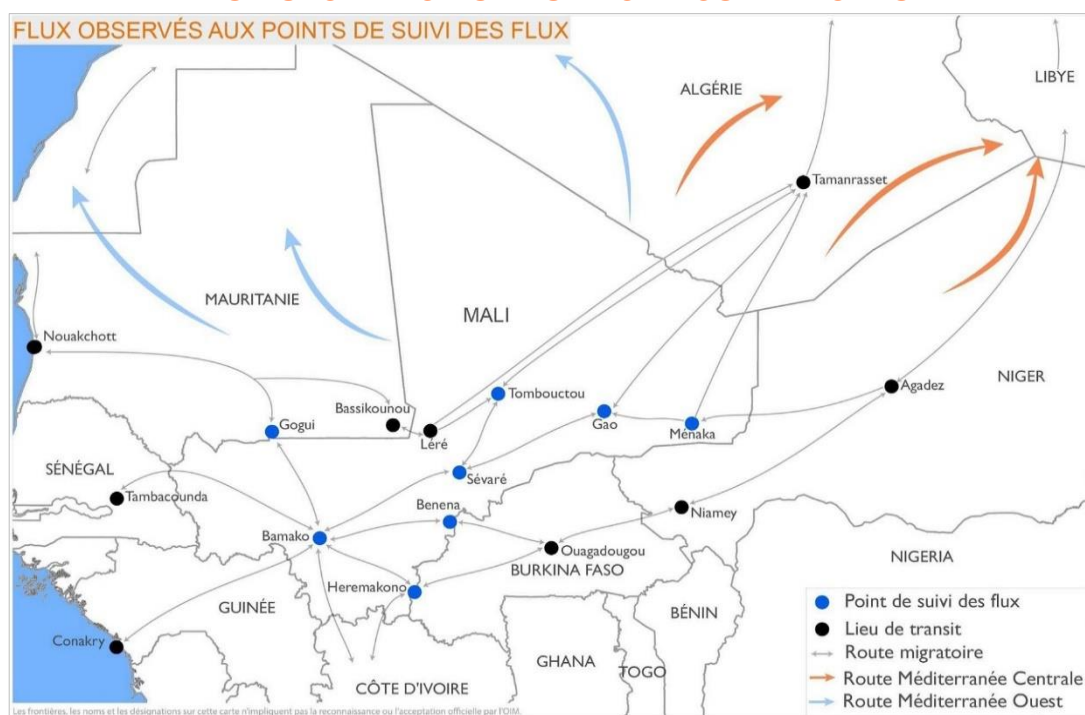 FLUX OBSERVÉS AUX POINTS DE SUIVI DES FLUX
LIBYE
ALGÉRIE
Tamanrasset
MAURITANIE
MALI
Nouakchott
Tombouctou
Agadez
NIGER
Bassikounou
Gogui
Léré
Gao
Ménaka
SÉNÉGAL
Sévaré
Tambacounda
Benena
Niamey
Bamako
Ouagadougou
NIGERIA
BURKINA FASO
Heremakono
GUINÉE
BÉNIN
Conakry
GHANA
TOGO
CÔTE D'IVOIRE
Point de suivi des flux
Lieu de transit
Route migratoire
Route Méditerranée Centrale
Route Méditerranée Ouest
Les frontières, les noms et les désignations sur cette carte n'impliquent pas la reconnaissance ou l'acceptation officielle par l'OIM.